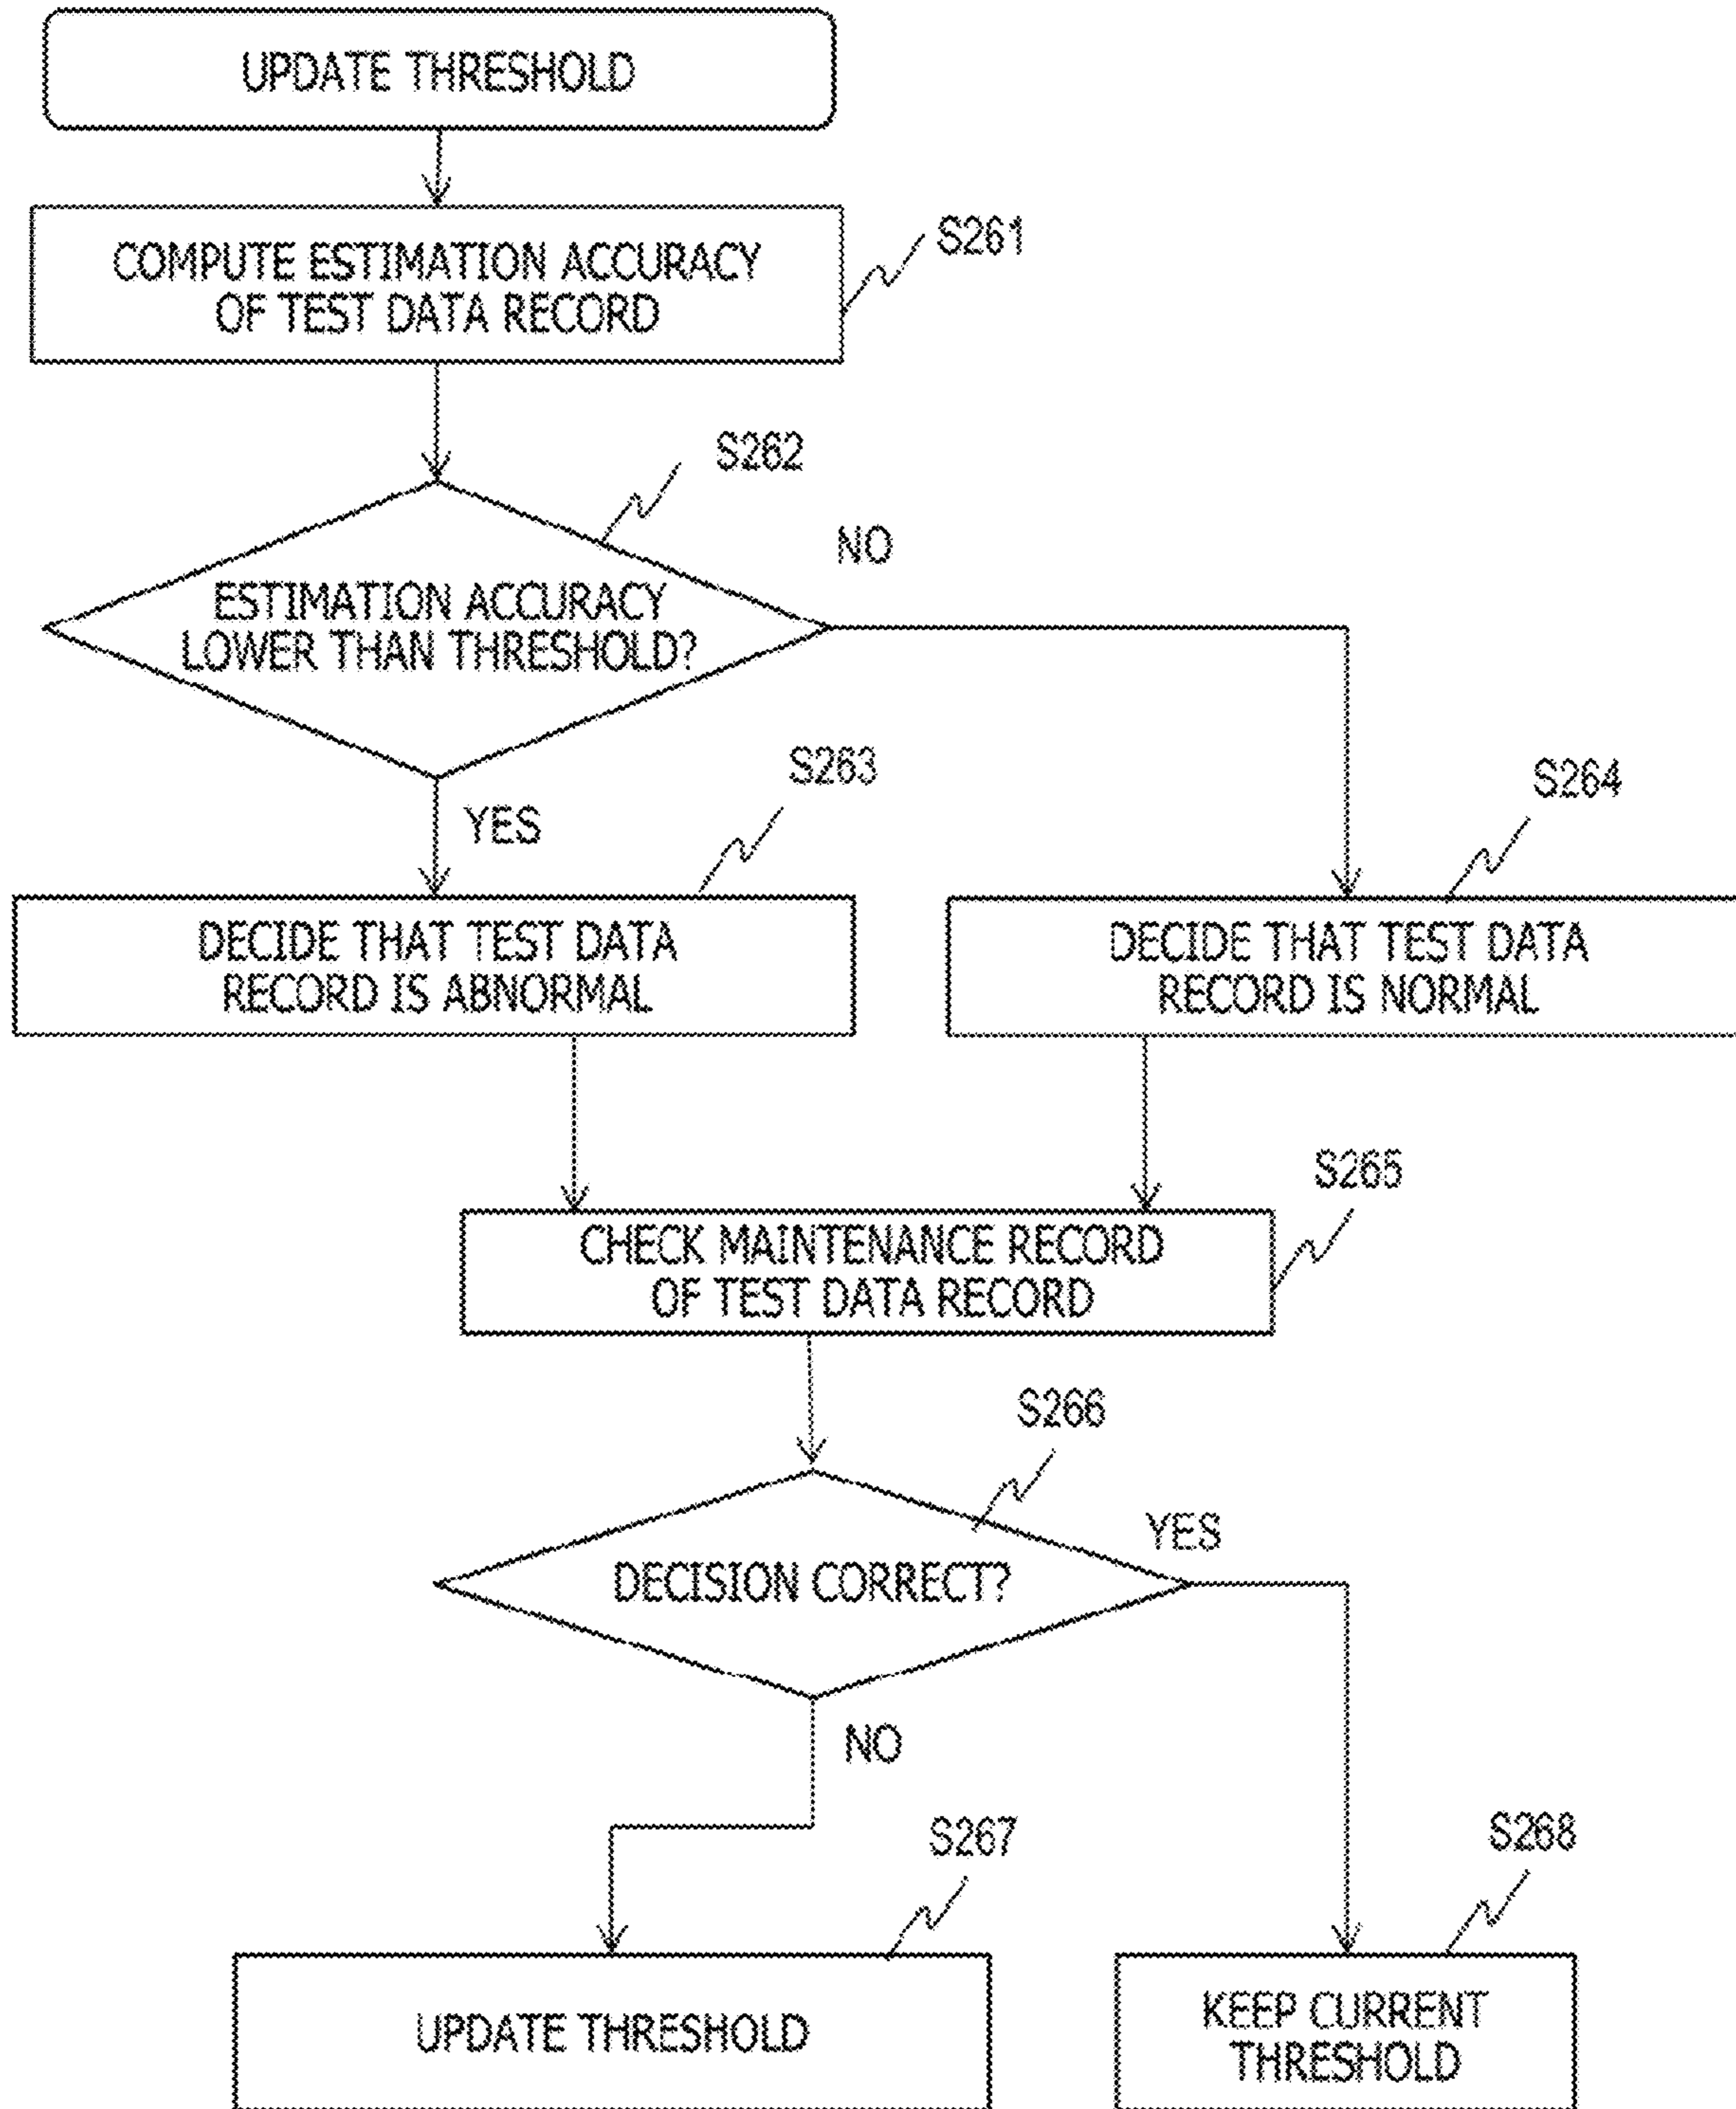 UPDATE THRESHOLD
COMPUTE ESTIMATION ACCURACY
OF TEST DATA RECORD
S261
S262
NO
ESTIMATION ACCURACY
LOWER THAN THRESHOLD?
YES
S263
S264
DECIDE THAT TEST DATA
RECORD IS ABNORMAL
DECIDE THAT TEST DATA
RECORD IS NORMAL
S265
CHECK MAINTENANCE RECORD
OF TEST DATA RECORD
S266
YES
DECISION CORRECT?
NO
S267
S268
UPDATE THRESHOLD
KEEP CURRENT
THRESHOLD